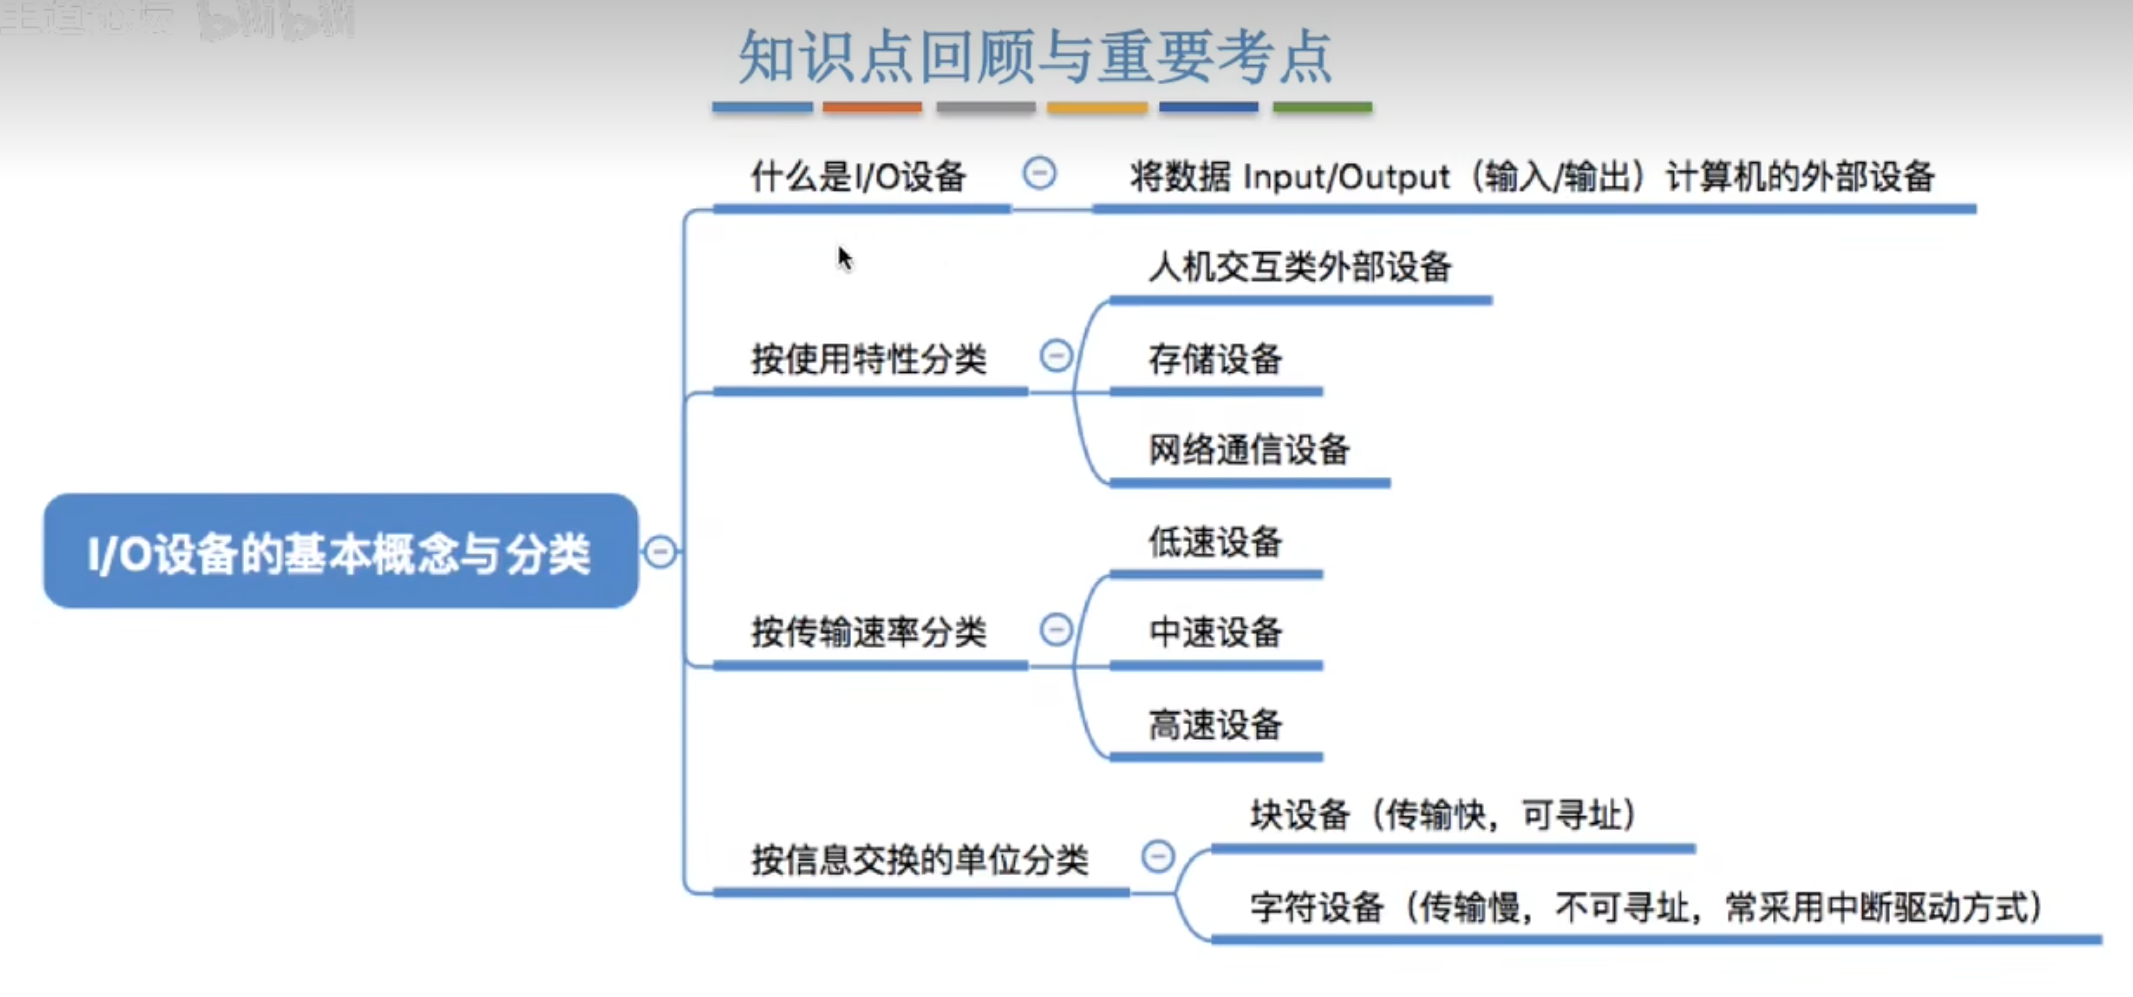 王道论坛 bilibili
知识点回顾与重要考点
什么是I/O设备
将数据 Input/Output（输入/输出）计算机的外部设备
按使用特性分类
人机交互类外部设备
存储设备
网络通信设备
I/O设备的基本概念与分类
按传输速率分类
低速设备
中速设备
高速设备
按信息交换的单位分类
块设备（传输快，可寻址）
字符设备（传输慢，不可寻址，常采用中断驱动方式）